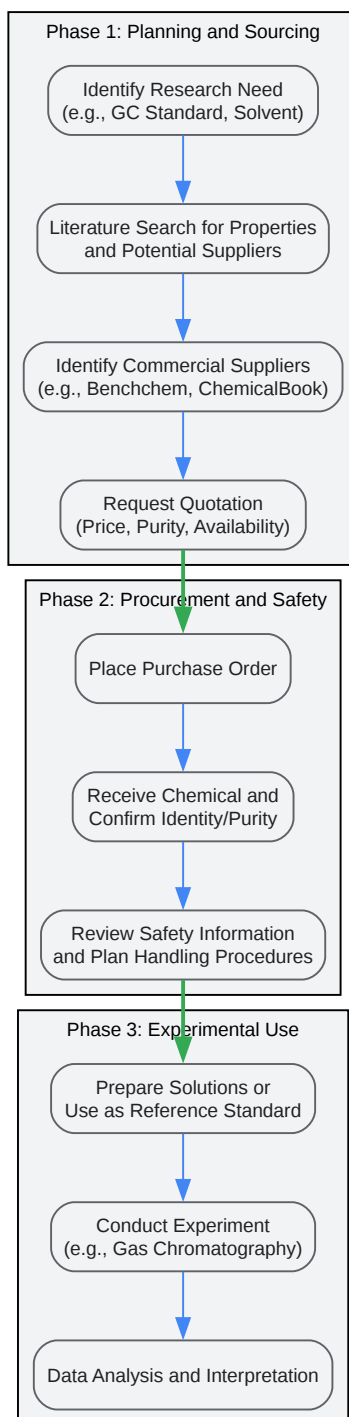 Phase 1: Planning and Sourcing
Identify Research Need
(e.g., GC Standard, Solvent)
Literature Search for Properties
and Potential Suppliers
Identify Commercial Suppliers
(e.g., Benchchem, ChemicalBook)
Request Quotation
(Price, Purity, Availability)
Phase 2: Procurement and Safety
Place Purchase Order
Receive Chemical and
Confirm Identity/Purity
Review Safety Information
and Plan Handling Procedures
Phase 3: Experimental Use
Prepare Solutions or
Use as Reference Standard
Conduct Experiment
(e.g., Gas Chromatography)
Data Analysis and Interpretation